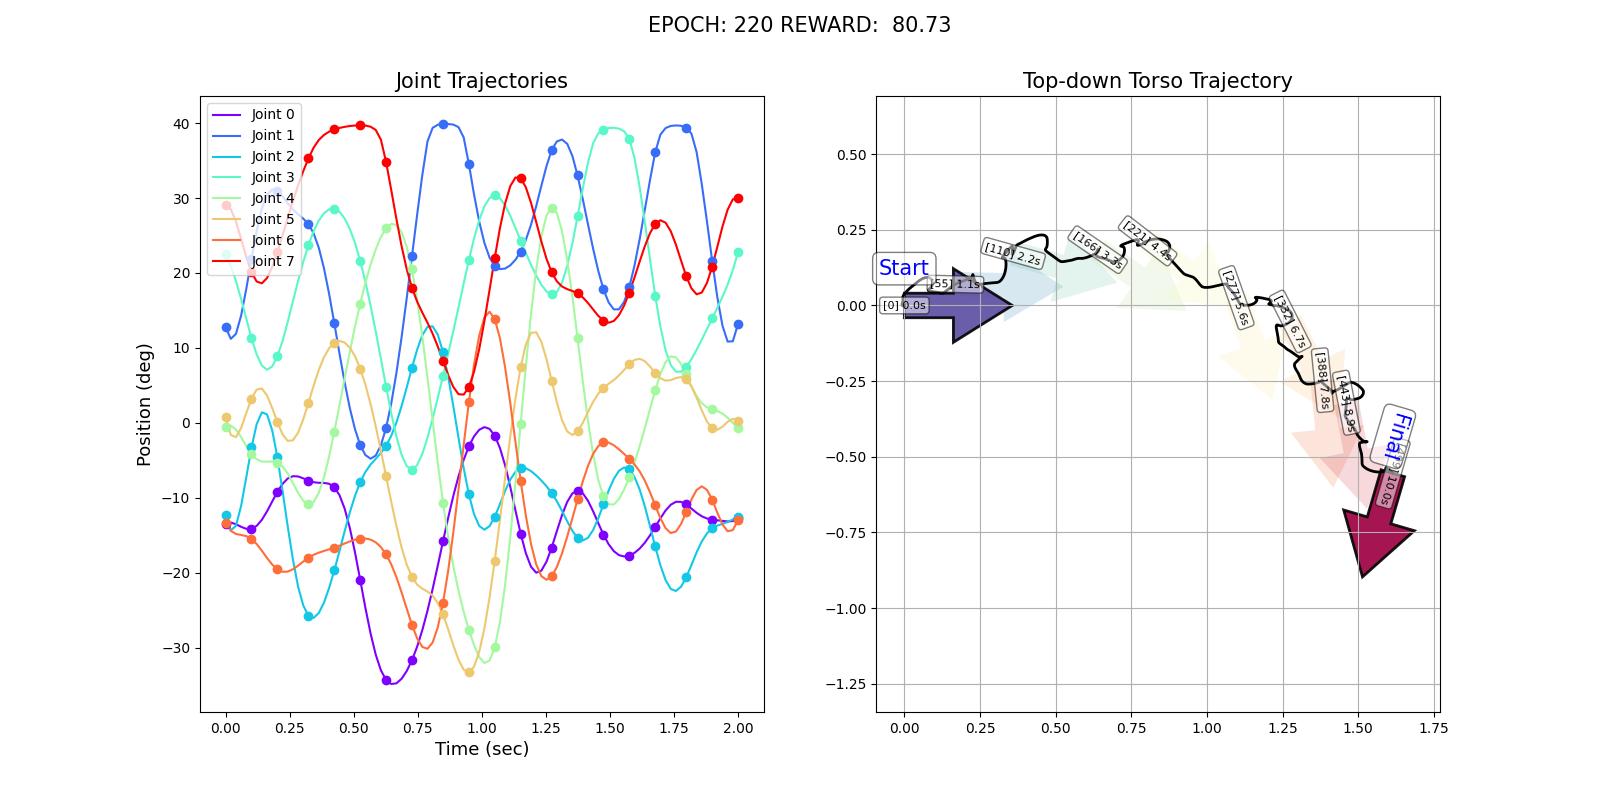 EPOCH: 220 REWARD:  80.73
Joint Trajectories
Joint 0
Joint 1
Joint 2
Joint 3
Joint 4
Joint 5
Joint 6
Joint 7
Position (deg)
40
30
20
10
0
−10
−20
−30
0.00
0.25
0.50
0.75
1.00
1.25
1.50
1.75
2.00
Time (sec)
Top-down Torso Trajectory
0.50
0.25
0.00
−0.25
−0.50
−0.75
−1.00
−1.25
0.00
0.25
0.50
0.75
1.00
1.25
1.50
1.75
Start
[0] 0.0s
[55] 1.1s
[110] 2.2s
[166] 3.3s
[221] 4.4s
[277] 5.6s
[332] 6.7s
[388] 7.8s
[443] 8.9s
Final
10.0s